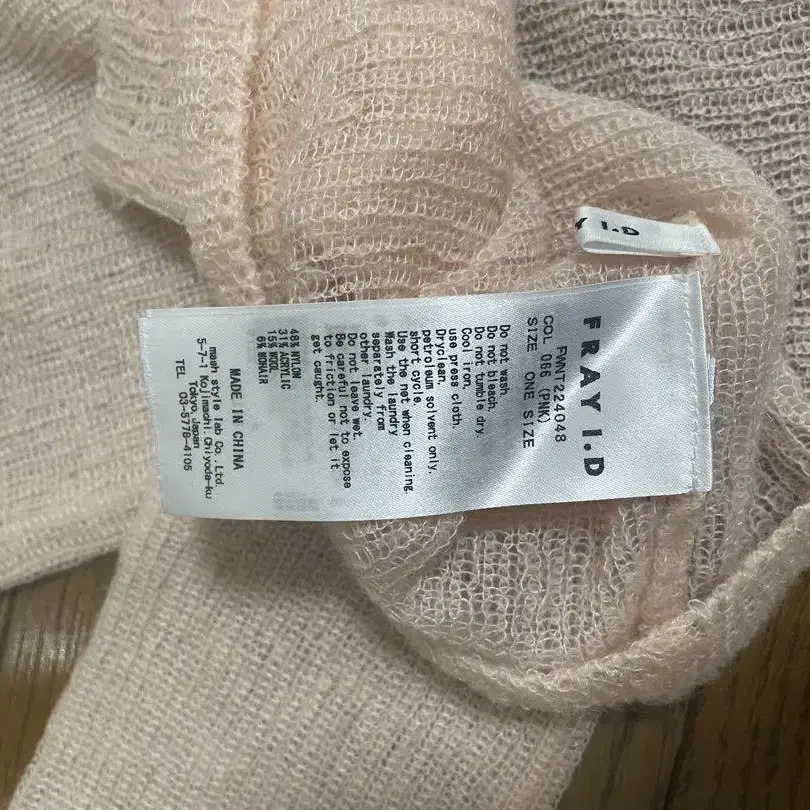 I.D
FRAY I.D
FWNT224048
COL 066 (PNK)
SIZE ONE SIZE
Do not wash.
Do not bleach.
Do not tumble dry.
Cool iron.
use press cloth.
Dryclean,
petroleum solvent only.
short cycle.
Use the net when cleaning.
Wash the laundry
separately from
other laundry.
Do not leave wet.
Be careful not to expose
to friction or let it
get caught.
48% NYLON
31% ACRYLIC
15% WOOL
6% MOHAIR
MADE IN CHINA
mash style lab Co.,Ltd.
5-7-1 Kojimachi,Chiyoda-ku
Tokyo,Japan
TEL 03-5778-4105